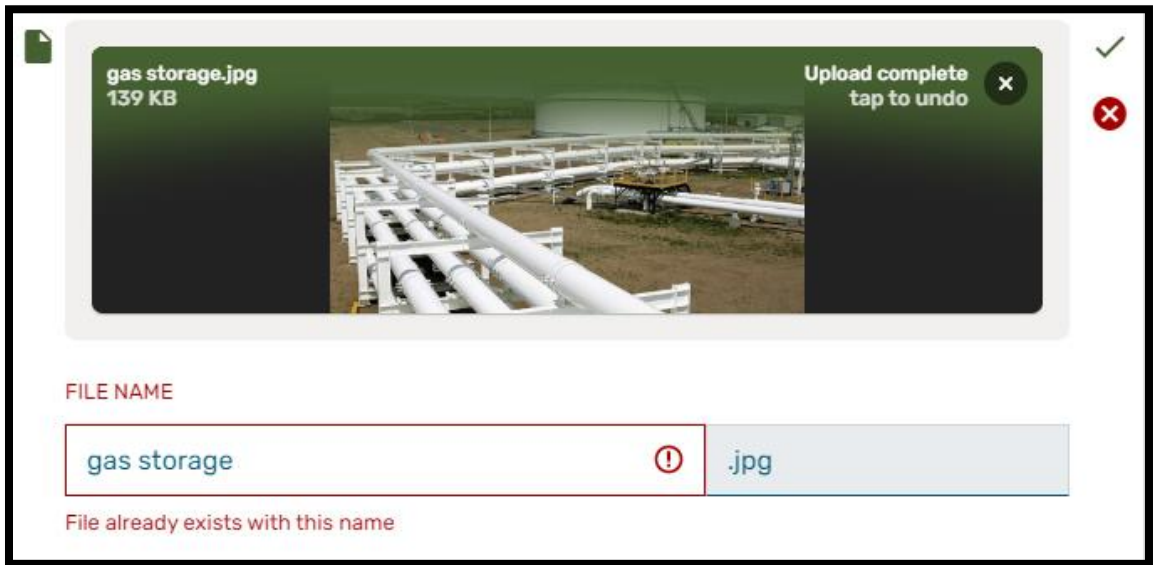 gas storage.jpg
139 KB
Upload complete
tap to undo
FILE NAME
gas storage
.jpg
File already exists with this name